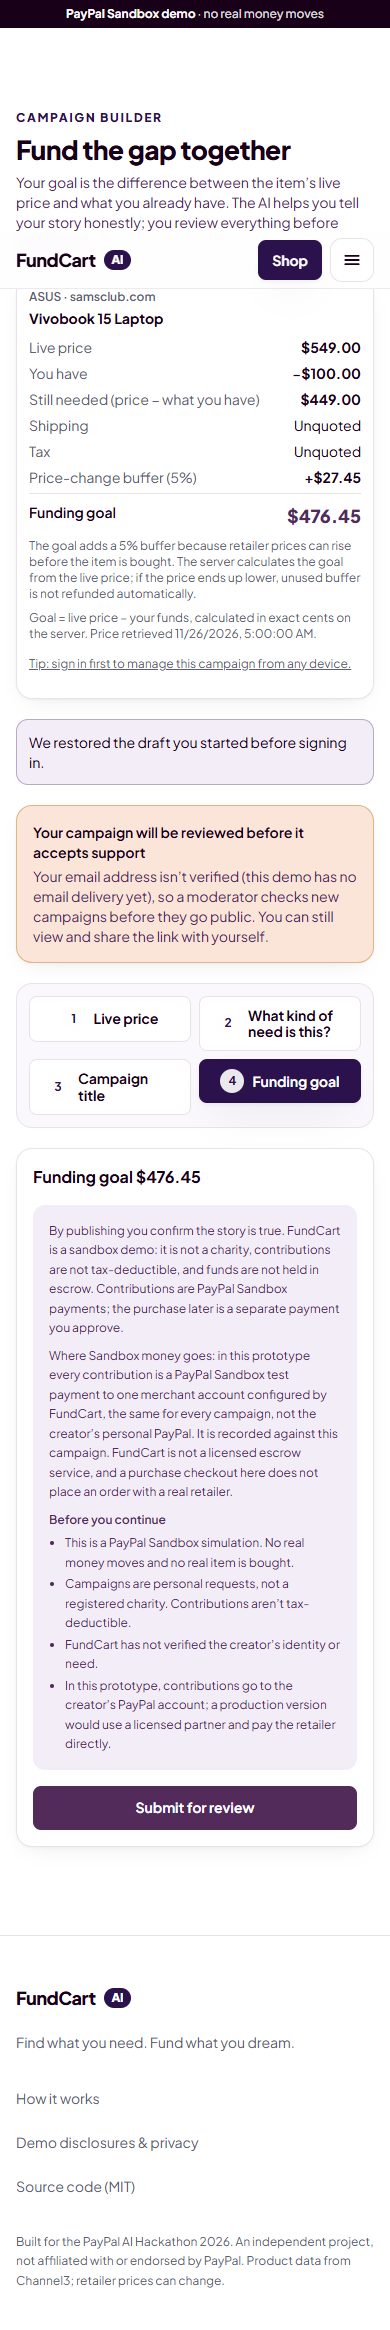 PayPal Sandbox demo · no real money moves
CAMPAIGN BUILDER
Fund the gap together
Your goal is the difference between the item's live
price and what you already have. The AI helps you tell
your story honestly; you review everything before
FundCart AI
Shop
ASUS · samsclub.com
Vivobook 15 Laptop
Live price $549.00
You have −$100.00
Still needed (price – what you have) $449.00
Shipping Unquoted
Tax Unquoted
Price-change buffer (5%) +$27.45
Funding goal $476.45
The goal adds a 5% buffer because retailer prices can rise
before the item is bought. The server calculates the goal
from the live price; if the price ends up lower, unused buffer
is not refunded automatically.
Goal = live price – your funds, calculated in exact cents on
the server. Price retrieved 11/26/2026, 5:00:00 AM.
Tip: sign in first to manage this campaign from any device.
We restored the draft you started before signing
in.
Your campaign will be reviewed before it
accepts support
Your email address isn't verified (this demo has no
email delivery yet), so a moderator checks new
campaigns before they go public. You can still
view and share the link with yourself.
1 Live price
2 What kind of
need is this?
3 Campaign
title
4 Funding goal
Funding goal $476.45
By publishing you confirm the story is true. FundCart
is a sandbox demo: it is not a charity, contributions
are not tax-deductible, and funds are not held in
escrow. Contributions are PayPal Sandbox
payments; the purchase later is a separate payment
you approve.
Where Sandbox money goes: in this prototype
every contribution is a PayPal Sandbox test
payment to one merchant account configured by
FundCart, the same for every campaign, not the
creator's personal PayPal. It is recorded against this
campaign. FundCart is not a licensed escrow
service, and a purchase checkout here does not
place an order with a real retailer.
Before you continue
• This is a PayPal Sandbox simulation. No real
money moves and no real item is bought.
• Campaigns are personal requests, not a
registered charity. Contributions aren't tax-
deductible.
• FundCart has not verified the creator's identity or
need.
• In this prototype, contributions go to the
creator's PayPal account; a production version
would use a licensed partner and pay the retailer
directly.
Submit for review
FundCart AI
Find what you need. Fund what you dream.
How it works
Demo disclosures & privacy
Source code (MIT)
Built for the PayPal AI Hackathon 2026. An independent project,
not affiliated with or endorsed by PayPal. Product data from
Channel3; retailer prices can change.